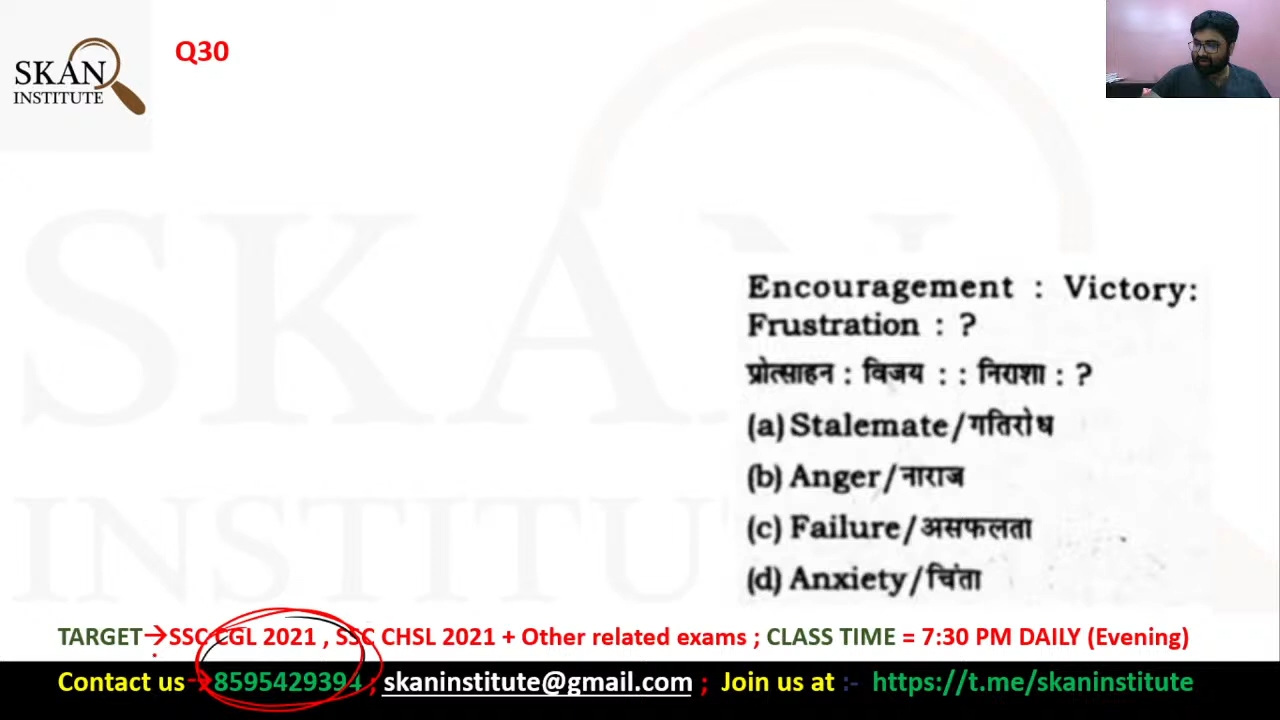 SKAN
INSTITUTE
Q30
SKAN
INSTITUT
Encouragement : Victory:
Frustration : ?
प्रोत्साहन : विजय : : निराशा : ?
(a) Stalemate/गतिरोध
(b) Anger/नाराज
(c) Failure/असफलता
(d) Anxiety/चिंता
TARGET→SSC CGL 2021 , SSC CHSL 2021 + Other related exams ; CLASS TIME = 7:30 PM DAILY (Evening)
Contact us → 8595429394 ; skaninstitute@gmail.com ; Join us at :- https://t.me/skaninstitute